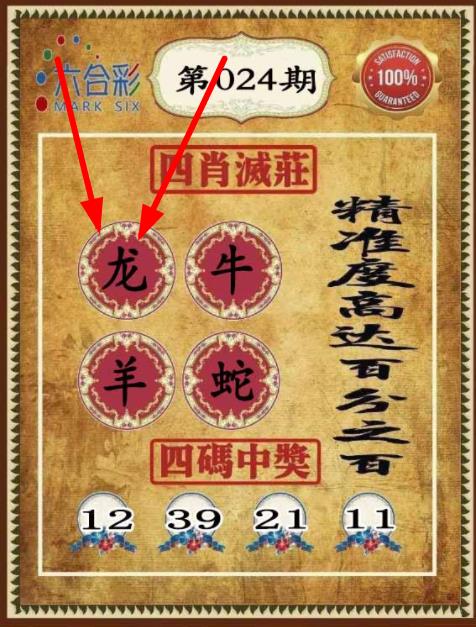 六合彩
MARK SIX
第024期
SATISFACTION
100%
GUARANTEED
四肖滅莊
龙
牛
羊
蛇
精准度高达百分之百
四碼中獎
12 39 21 11